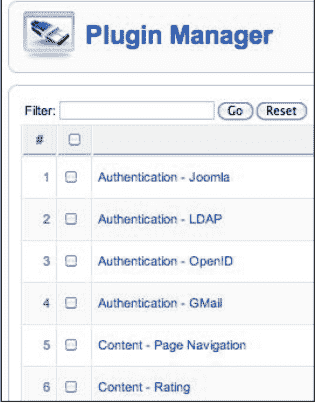 Plugin Manager
Filter: Go Reset
#
1 Authentication - Joomla
2 Authentication - LDAP
3 Authentication - OpenID
4 Authentication - GMail
5 Content - Page Navigation
6 Content - Rating